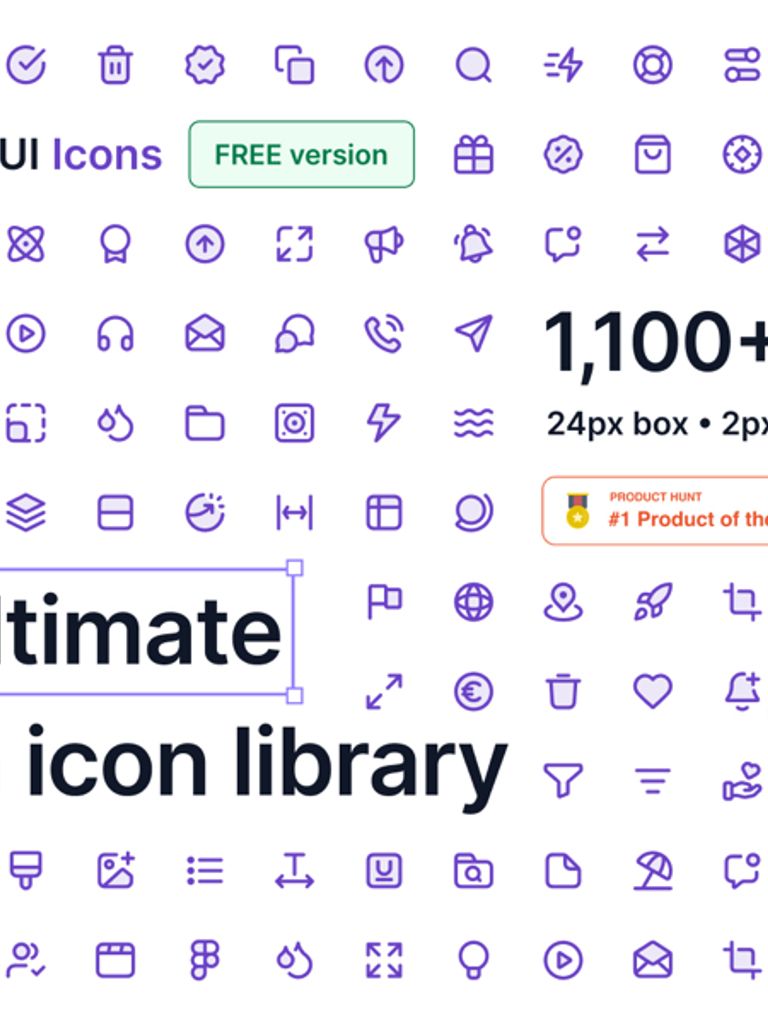 UI Icons
FREE version
1,100+
24px box • 2px
PRODUCT HUNT
#1 Product of the
ltimate
icon library